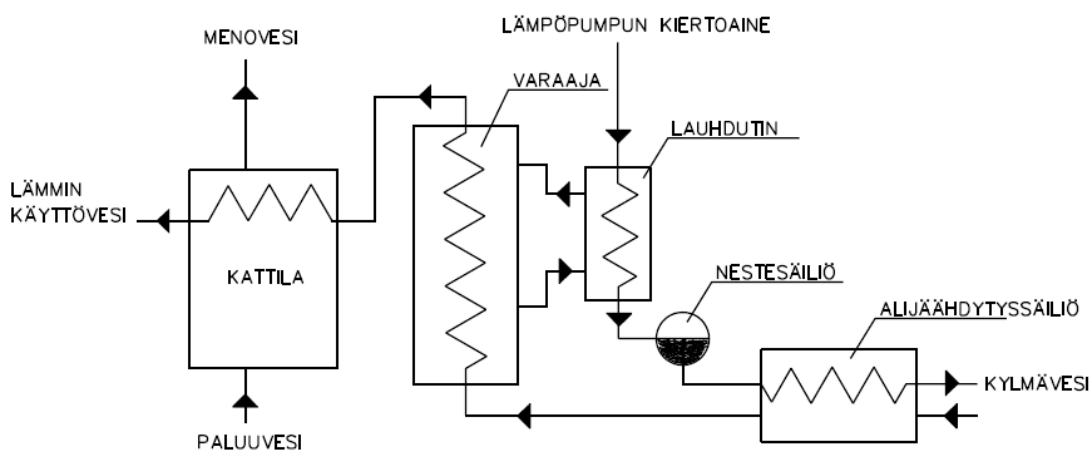 LÄMPÖPUMPUN KIERTOAINE
MENOVESI
VARAAJA
LAUHDUTIN
LÄMMIN
KÄYTTÖVESI
KATTILA
NESTESÄILIÖ
ALIJÄÄHDYTYSSÄILIÖ
KYLMÄVESI
PALUUVESI